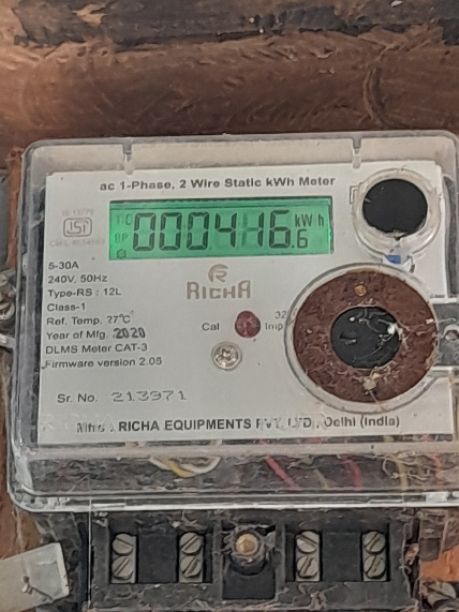 ac 1-Phase, 2 Wire Static kWh Meter
000416.6 kWh
ISI
5-30A
240V, 50Hz
Type-RS : 12L
Class-1
Ref. Temp. 27°C
Year of Mfg. 2020
DLMS Meter CAT-3
Firmware version 2.05
RICHA
Cal
Imp
Sr. No. 213971
RICHA EQUIPMENTS PVT. LTD., Delhi (India)